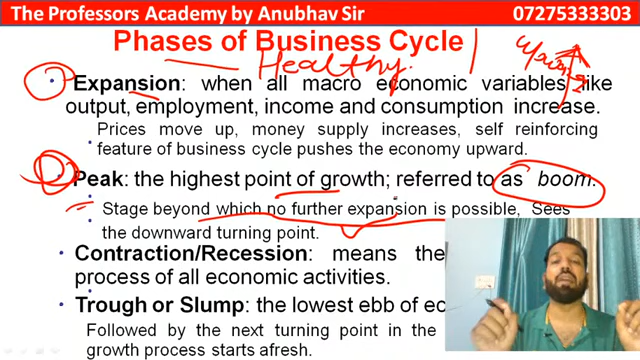 The Professors Academy by Anubhav Sir 07275333303
Phases of Business Cycle
Healthy
• Expansion: when all macro economic variables like
output, employment, income and consumption increase.
Prices move up, money supply increases, self reinforcing
feature of business cycle pushes the economy upward.
• Peak: the highest point of growth; referred to as boom.
Stage beyond which no further expansion is possible, Sees
the downward turning point.
• Contraction/Recession: means the
process of all economic activities.
• Trough or Slump: the lowest ebb of
Followed by the next turning point in the
growth process starts afresh.